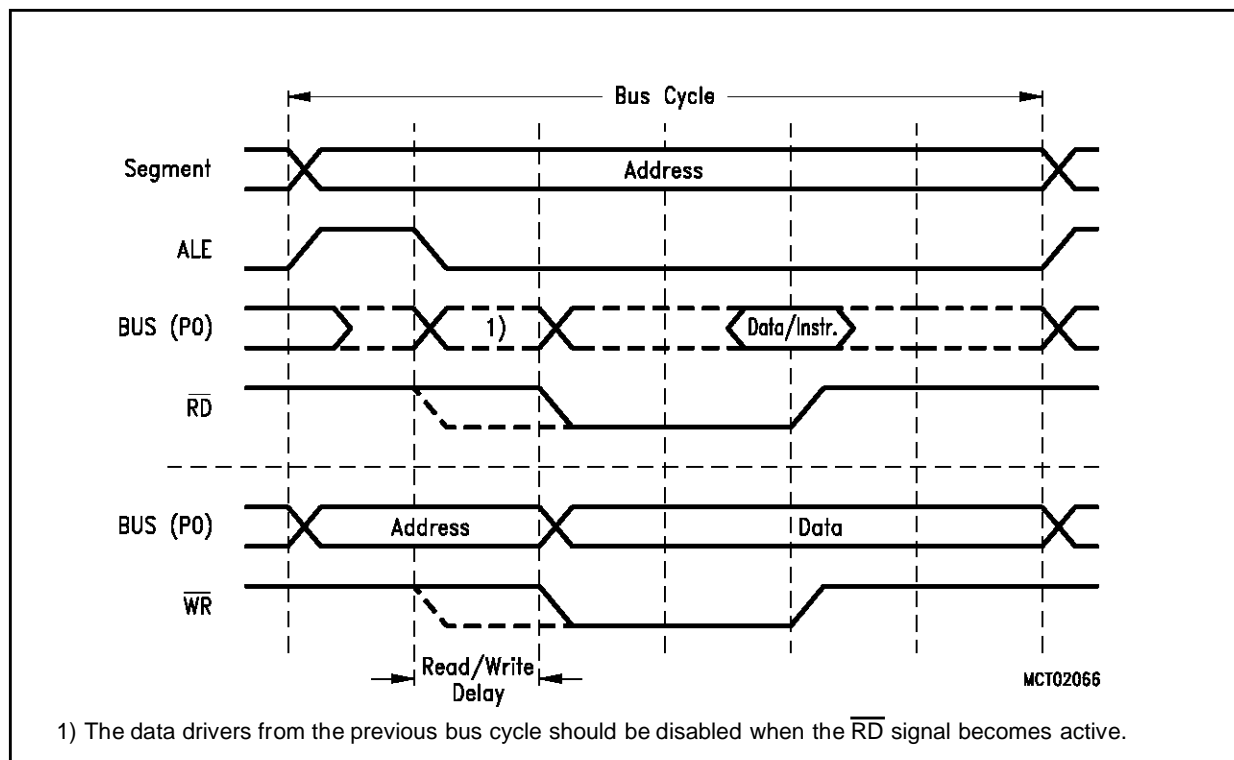 Bus Cycle
Segment
Address
ALE
BUS (P0)
1)
Data/Instr.
RD
BUS (P0)
Address
Data
WR
Read/Write
Delay
MCT02066
1) The data drivers from the previous bus cycle should be disabled when the RD signal becomes active.